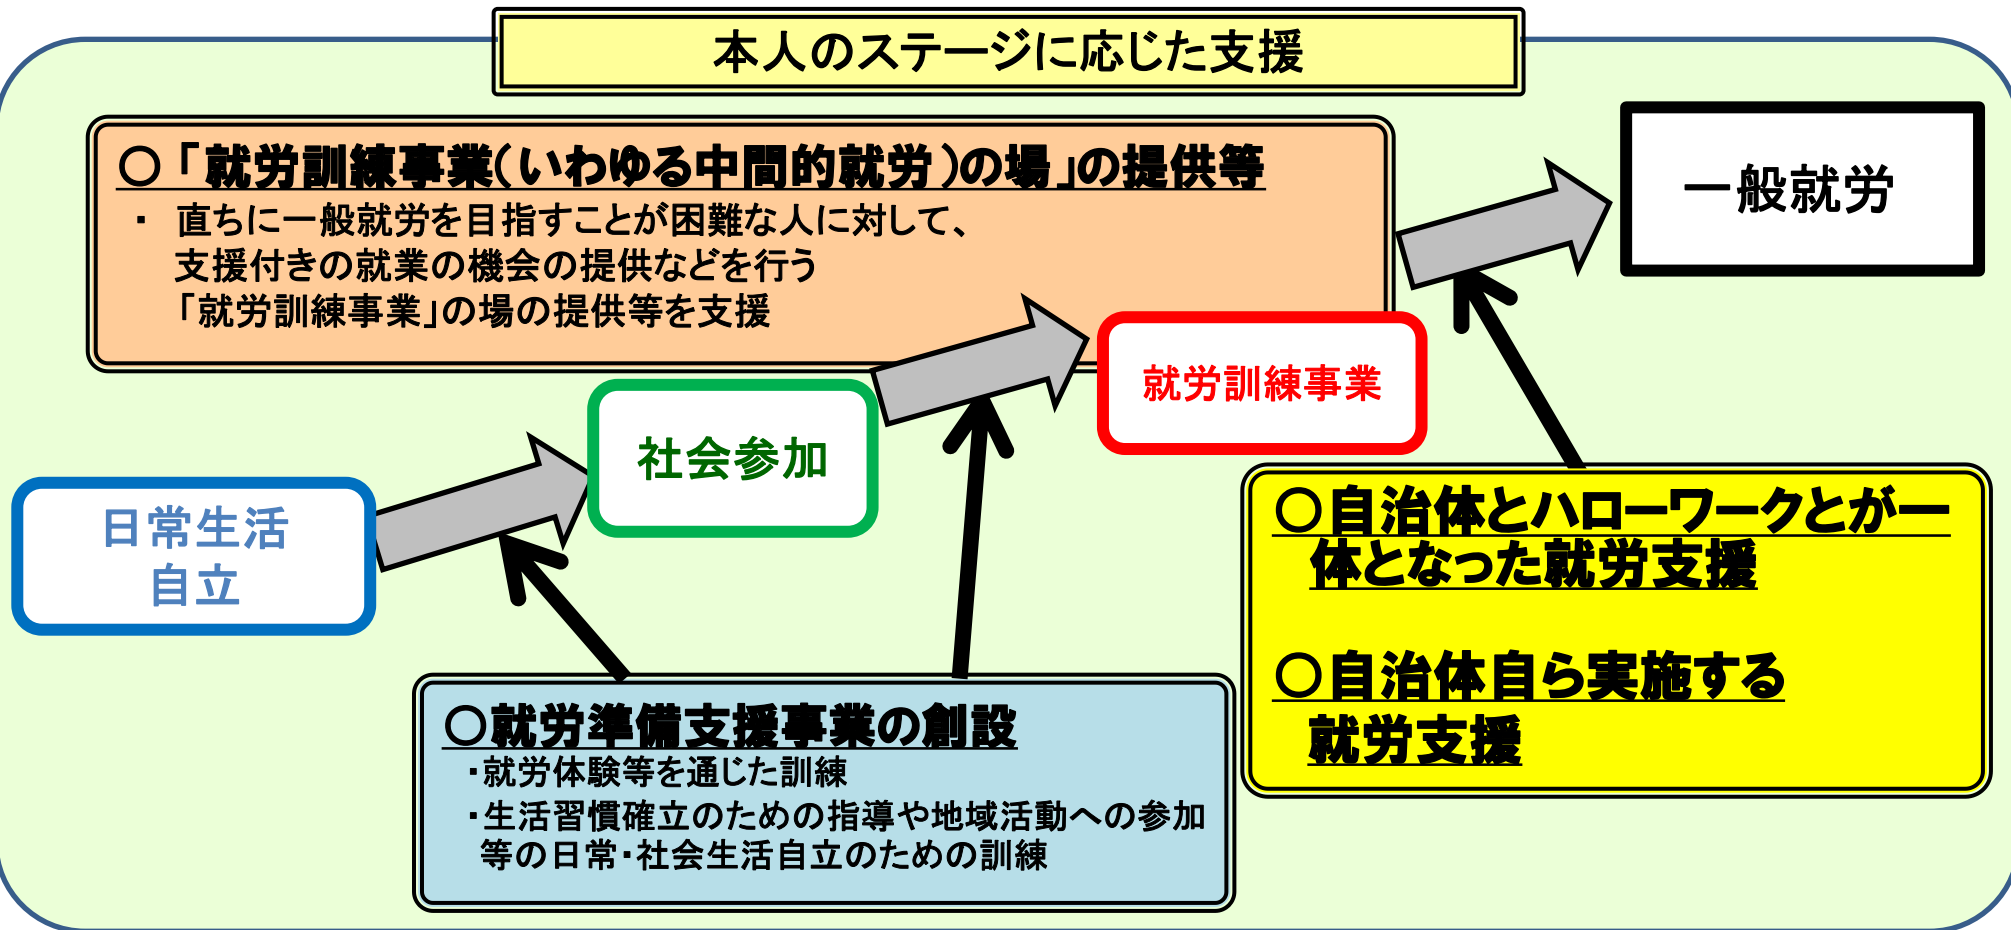 本人のステージに応じた支援
○「就労訓練事業(いわゆる中間的就労)の場」の提供等
・ 直ちに一般就労を目指すことが困難な人に対して、
支援付きの就業の機会の提供などを行う
「就労訓練事業」の場の提供等を支援
一般就労
就労訓練事業
社会参加
日常生活
自立
○自治体とハローワークとが一
体となった就労支援
○自治体自ら実施する
就労支援
○就労準備支援事業の創設
・就労体験等を通じた訓練
・生活習慣確立のための指導や地域活動への参加
等の日常・社会生活自立のための訓練